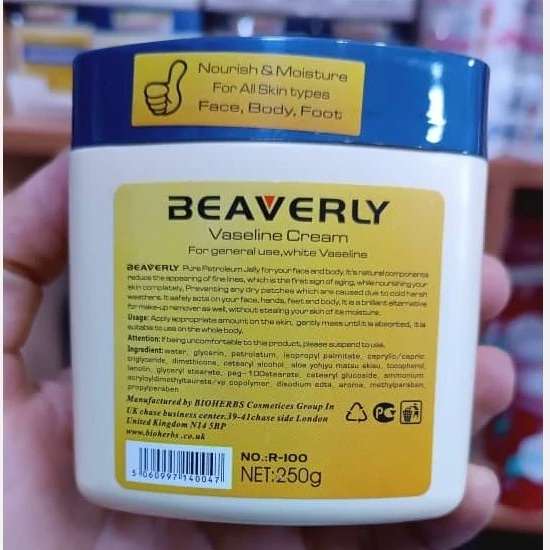 Nourish & Moisture
For All Skin types
Face, Body, Foot
BEAVERLY
Vaseline Cream
For general use,white Vaseline
BEAVERLY Pure Petroleum Jelly for your face and body, It's natural components
reduce the appearing of fine lines, which is the first sign of aging, while nourishing your
skin completely, Preventing any dry patches which are caused due to cold harsh
weethens. It safely acts on your face, hands, feet and body, It is a brilliant alternative
for make-up remover as well, without stealing your skin of its moisture.
Usage: Apply appropriate amount on the skin, gently mass until it is absorbed, it is
suitable to use on the whole body.
Attention: If being uncomfortable to this product, please suspend to use.
Ingredient: water, glycerin, petrolatum, isopropyl palmitate, caprylic/capric
triglyceride, dimethicone, cetearyl alcohol, aloe yohjyu matsu ekisu, tocopherol,
lanolin, glyceryl stearate, peg-100stearate, cetearyl glucoside, ammonium
acryloyldimethyltaurate/vp copolymer, disodium edta, aroma, methylparaben,
propylparaben.
Manufactured by BIOHERBS Cosmetices Group In
UK chase business center.39-41chase side London
United Kingdom N14 5BP
www.bioherbs.co.uk
NO.:R-100
5 060997 140047
NET:250g